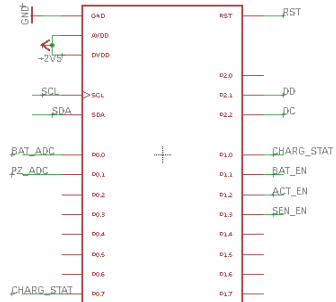 GND GND RST RST
AVDD
+2V5 DVDD
P2.0
SCL SCL P2.1 DD
SDA SDA P2.2 DC
BAT_ADC P0.0 P1.0 CHARG_STAT
PZ_ADC P0.1 P1.1 BAT_EN
P0.2 P1.2 ACT_EN
P0.3 P1.3 SEN_EN
P0.4 P1.4
P0.5 P1.5
P0.6 P1.6
CHARG_STAT P0.7 P1.7